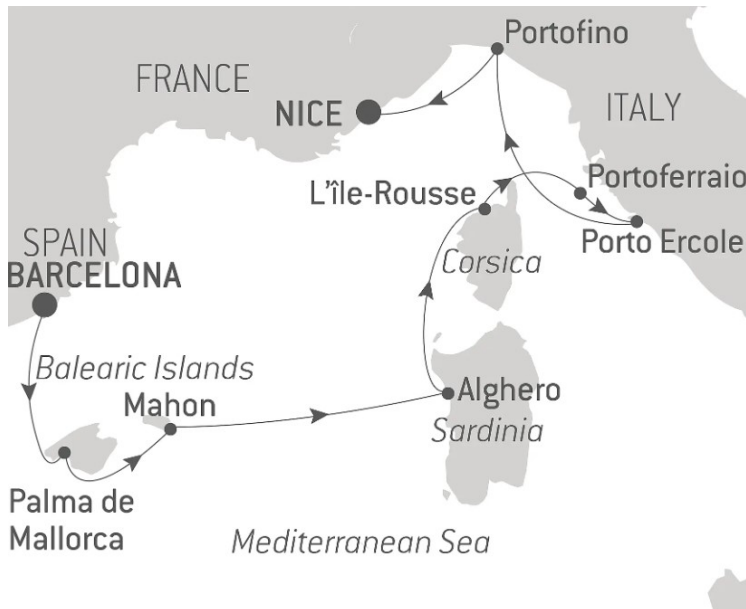 Portofino
FRANCE
NICE
ITALY
Portoferraio
L'île-Rousse
Porto Ercole
SPAIN
BARCELONA
Corsica
Balearic Islands
Mahon
Alghero
Sardinia
Palma de
Mallorca
Mediterranean Sea